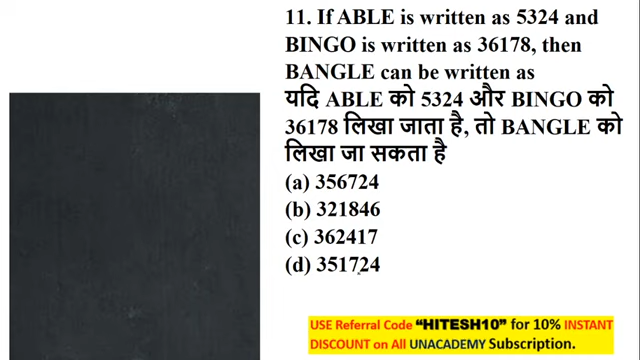 11. If ABLE is written as 5324 and
BINGO is written as 36178, then
BANGLE can be written as
यदि ABLE को 5324 और BINGO को
36178 लिखा जाता है, तो BANGLE को
लिखा जा सकता है
(a) 356724
(b) 321846
(c) 362417
(d) 351724
USE Referral Code “HITESH10” for 10% INSTANT
DISCOUNT on All UNACADEMY Subscription.